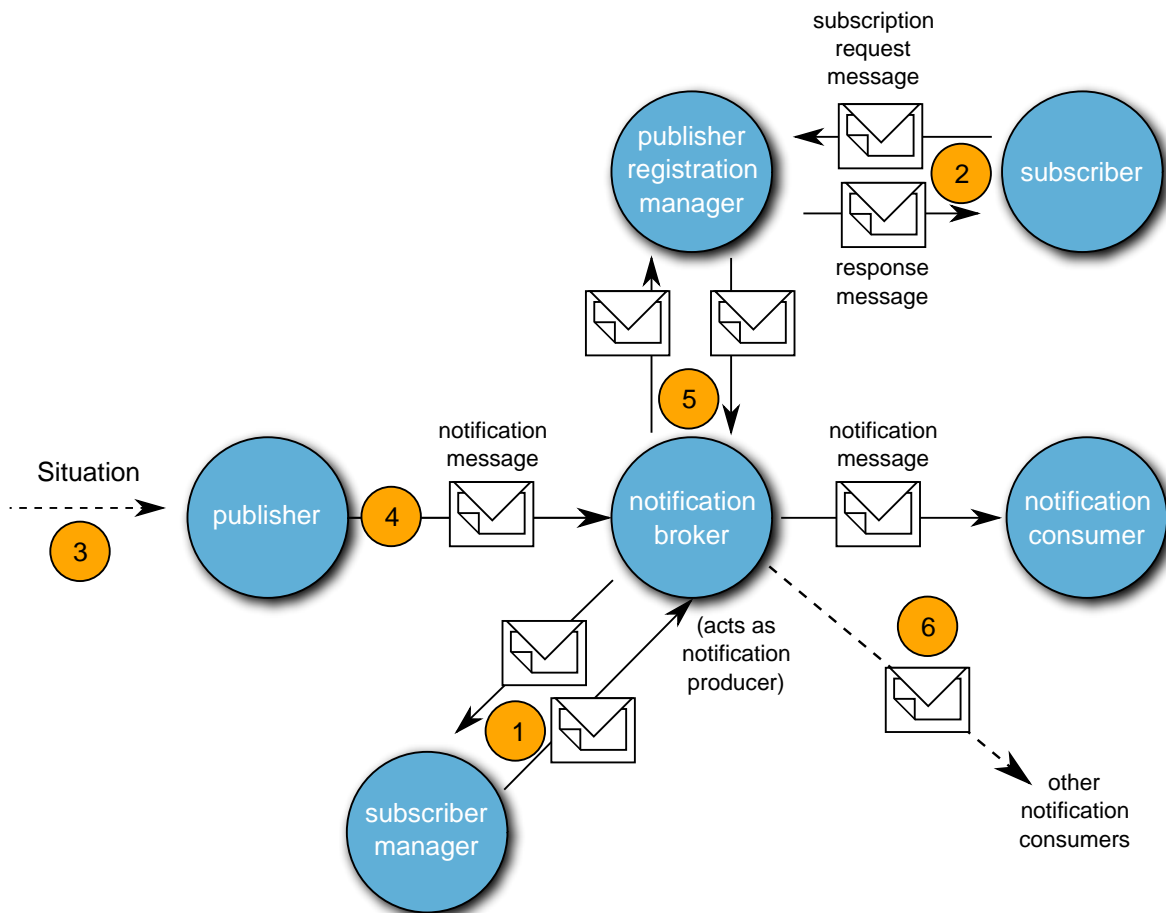 subscription
request
message
publisher
registration
manager
2
subscriber
response
message
5
Situation
3
publisher
4
notification
message
notification
broker
notification
message
notification
consumer
(acts as
notification
producer)
6
1
subscriber
manager
other
notification
consumers